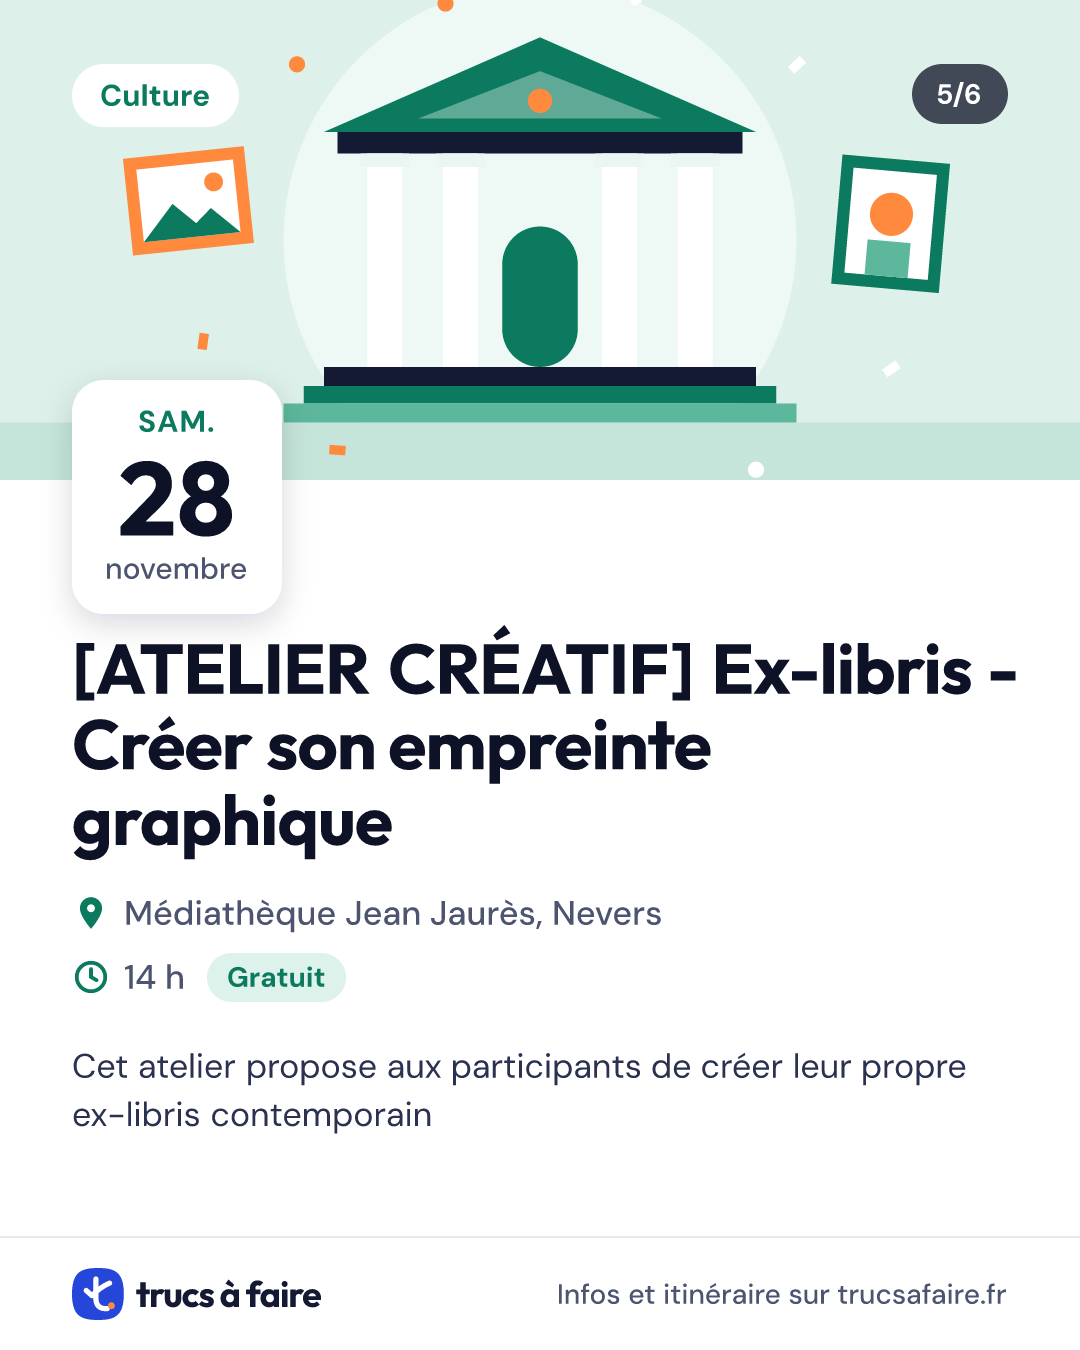 Culture
5/6
SAM.
28
novembre
[ATELIER CRÉATIF] Ex-libris -
Créer son empreinte
graphique
Médiathèque Jean Jaurès, Nevers
14 h Gratuit
Cet atelier propose aux participants de créer leur propre
ex-libris contemporain
trucs à faire
Infos et itinéraire sur trucsafaire.fr